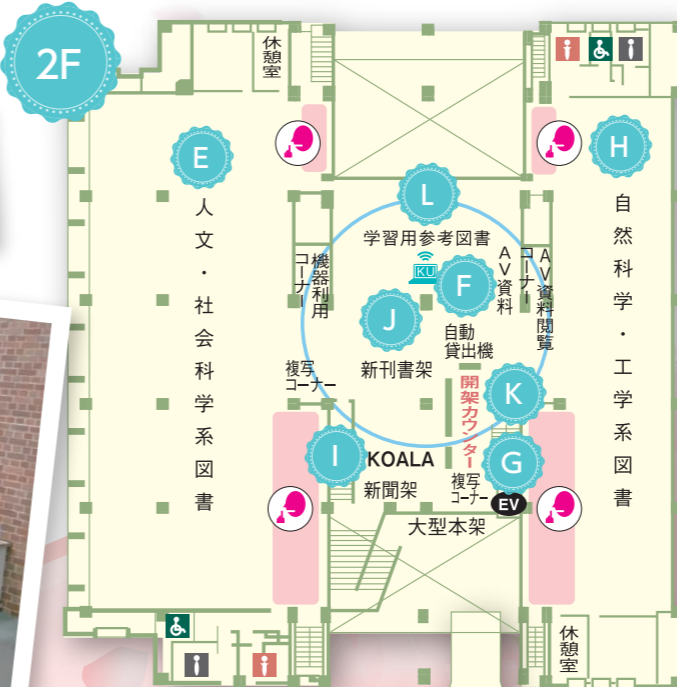 2F
休憩室
E
H
L
人文・社会科学系図書
自然科学・工学系図書
学習用参考図書
KU
機器利用
コーナー
F
AV資料
AV資料閲覧
コーナー
J
自動
貸出機
新刊書架
複写
コーナー
開架カウンター
K
I
KOALA
G
新聞架
複写
コーナー
EV
大型本架
休憩室